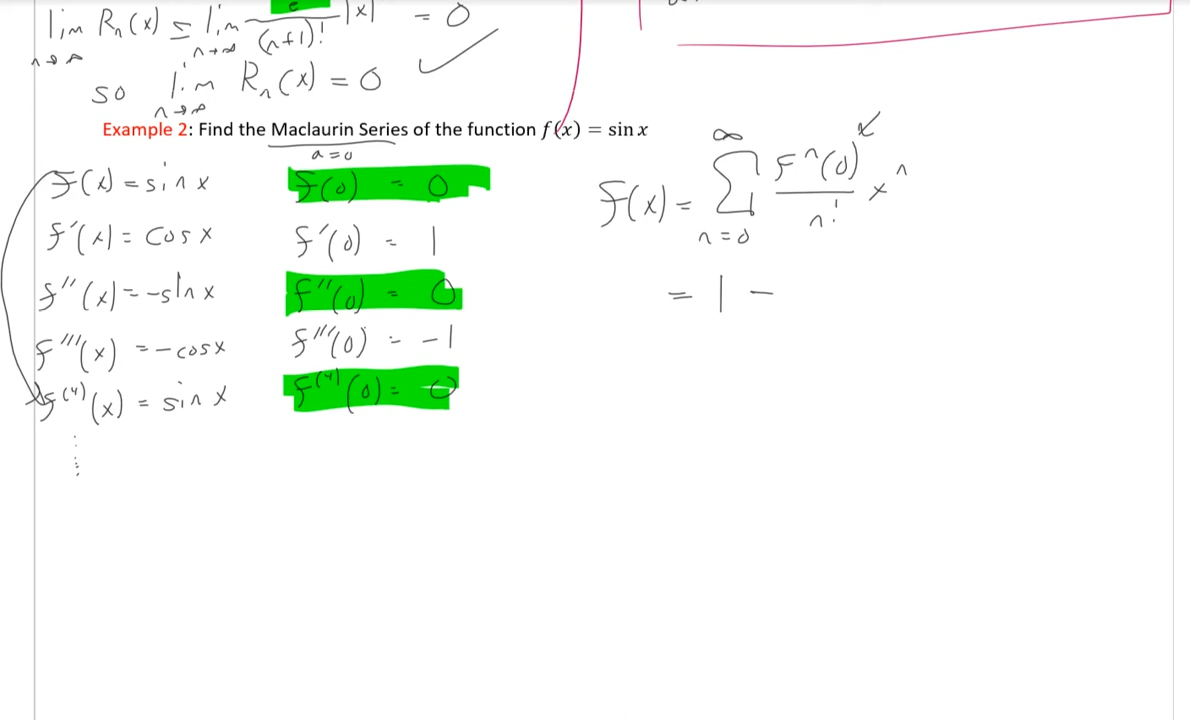 lim Rₙ(x) ≤ lim e/(n+1)! |x| = 0
n→∞ n→∞
so lim Rₙ(x) = 0
n→∞
Example 2: Find the Maclaurin Series of the function f(x) = sin x
a=0
f(x) = sin x f(0) = 0
f'(x) = cos x f'(0) = 1
f''(x) = -sin x f''(0) = 0
f'''(x) = -cos x f'''(0) = -1
f⁽⁴⁾(x) = sin x f⁽⁴⁾(0) = 0
f(x) = ∑ n=0 ∞ fⁿ(0)/n! xⁿ
= 1 -